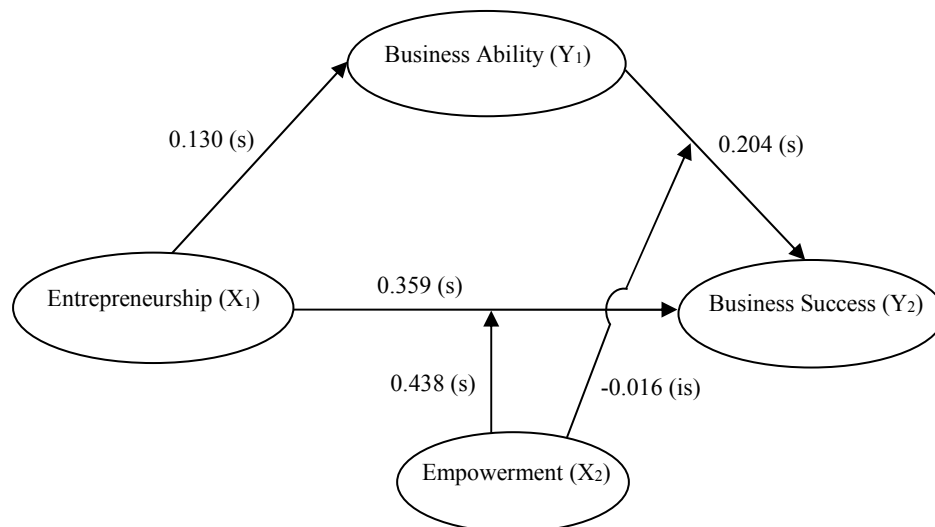 Business Ability (Y₁)
0.130 (s)
0.204 (s)
Entrepreneurship (X₁)
0.359 (s)
Business Success (Y₂)
0.438 (s)
-0.016 (is)
Empowerment (X₂)